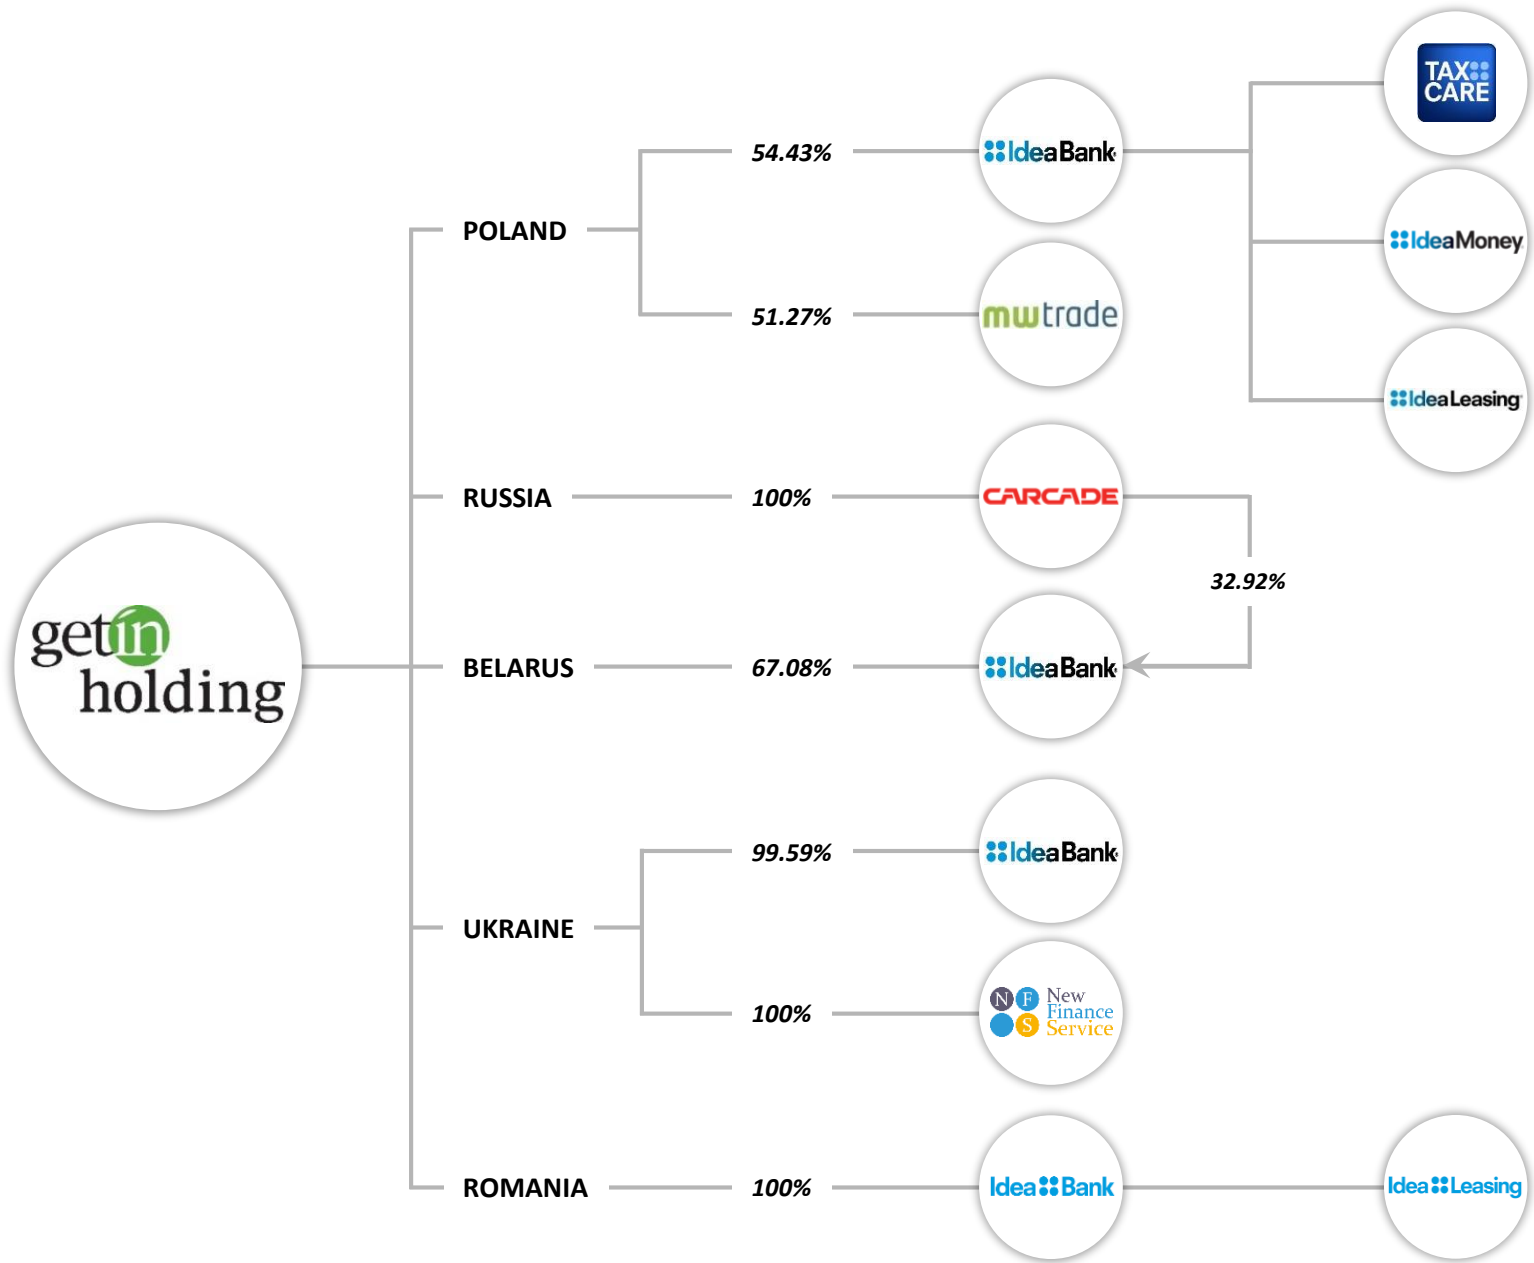 TAX
CARE
54.43%
IdeaBank
POLAND
IdeaMoney
51.27%
mwtrade
IdeaLeasing
RUSSIA
100%
CARCADE
32.92%
getin
holding
BELARUS
67.08%
IdeaBank
99.59%
IdeaBank
UKRAINE
100%
N F New
Finance
S Service
ROMANIA
100%
Idea Bank
Idea Leasing